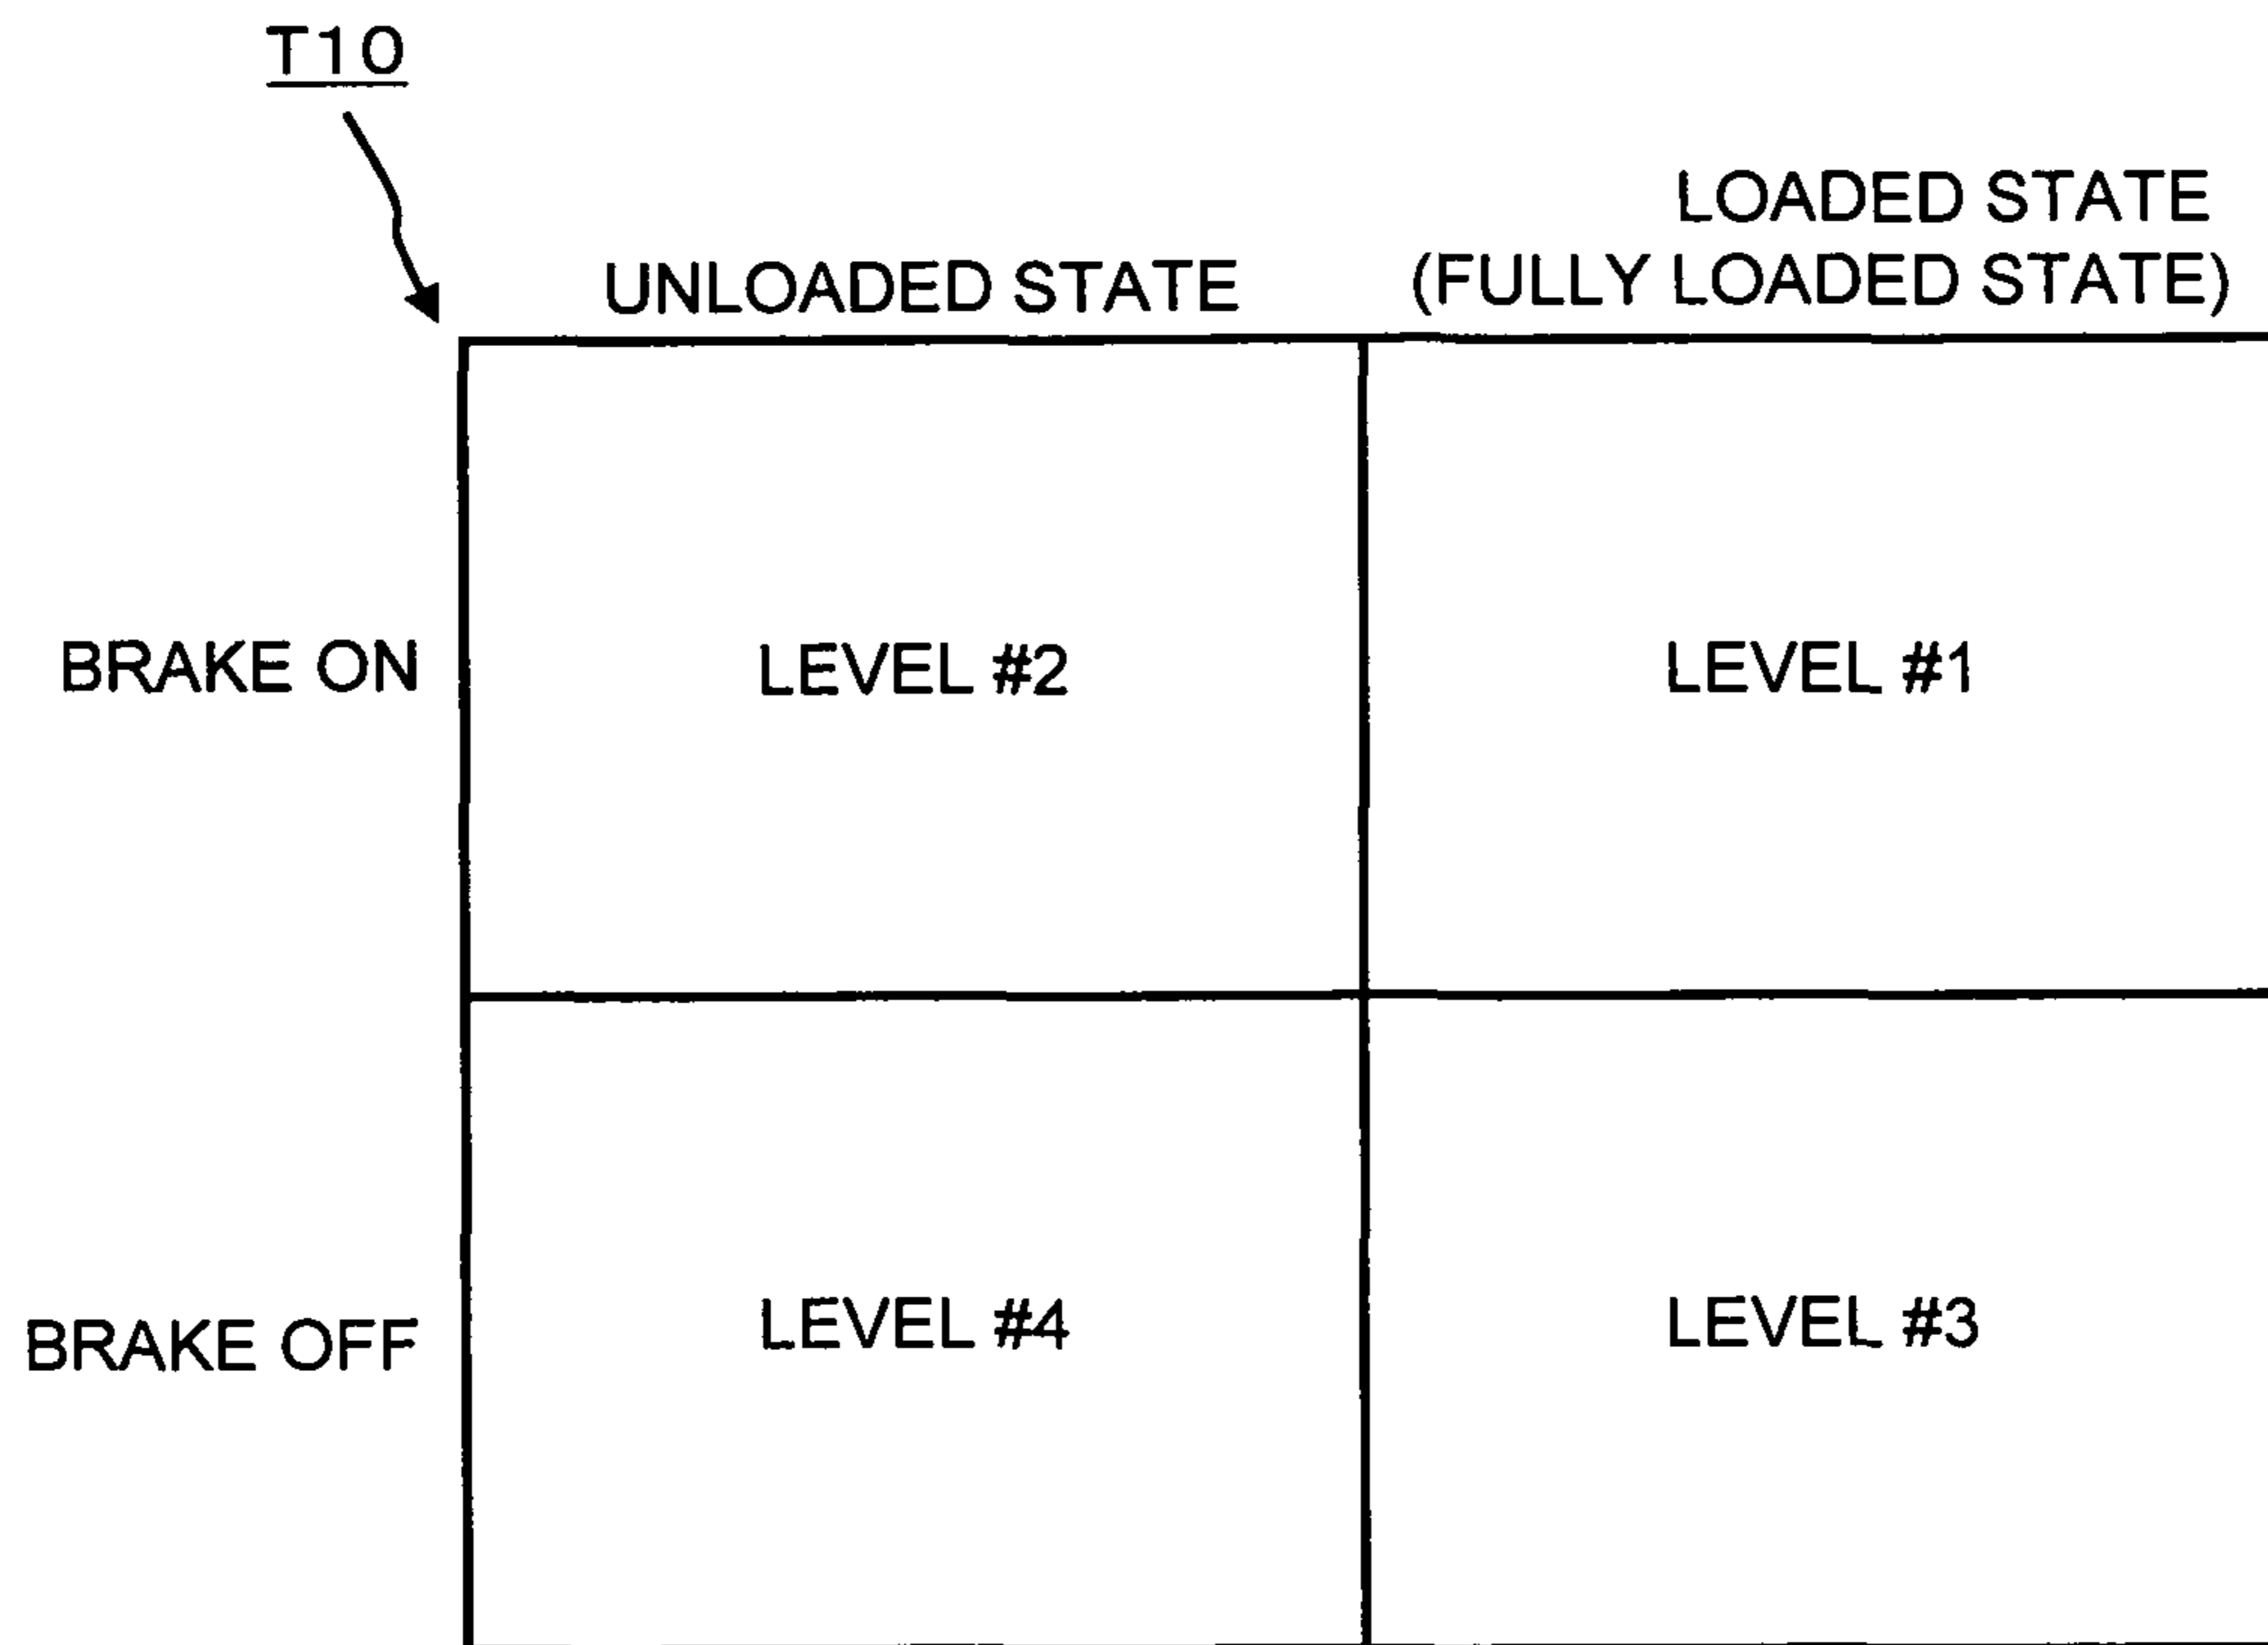 T10
LOADED STATE
UNLOADED STATE (FULLY LOADED STATE)
BRAKE ON LEVEL #2 LEVEL #1
BRAKE OFF LEVEL #4 LEVEL #3